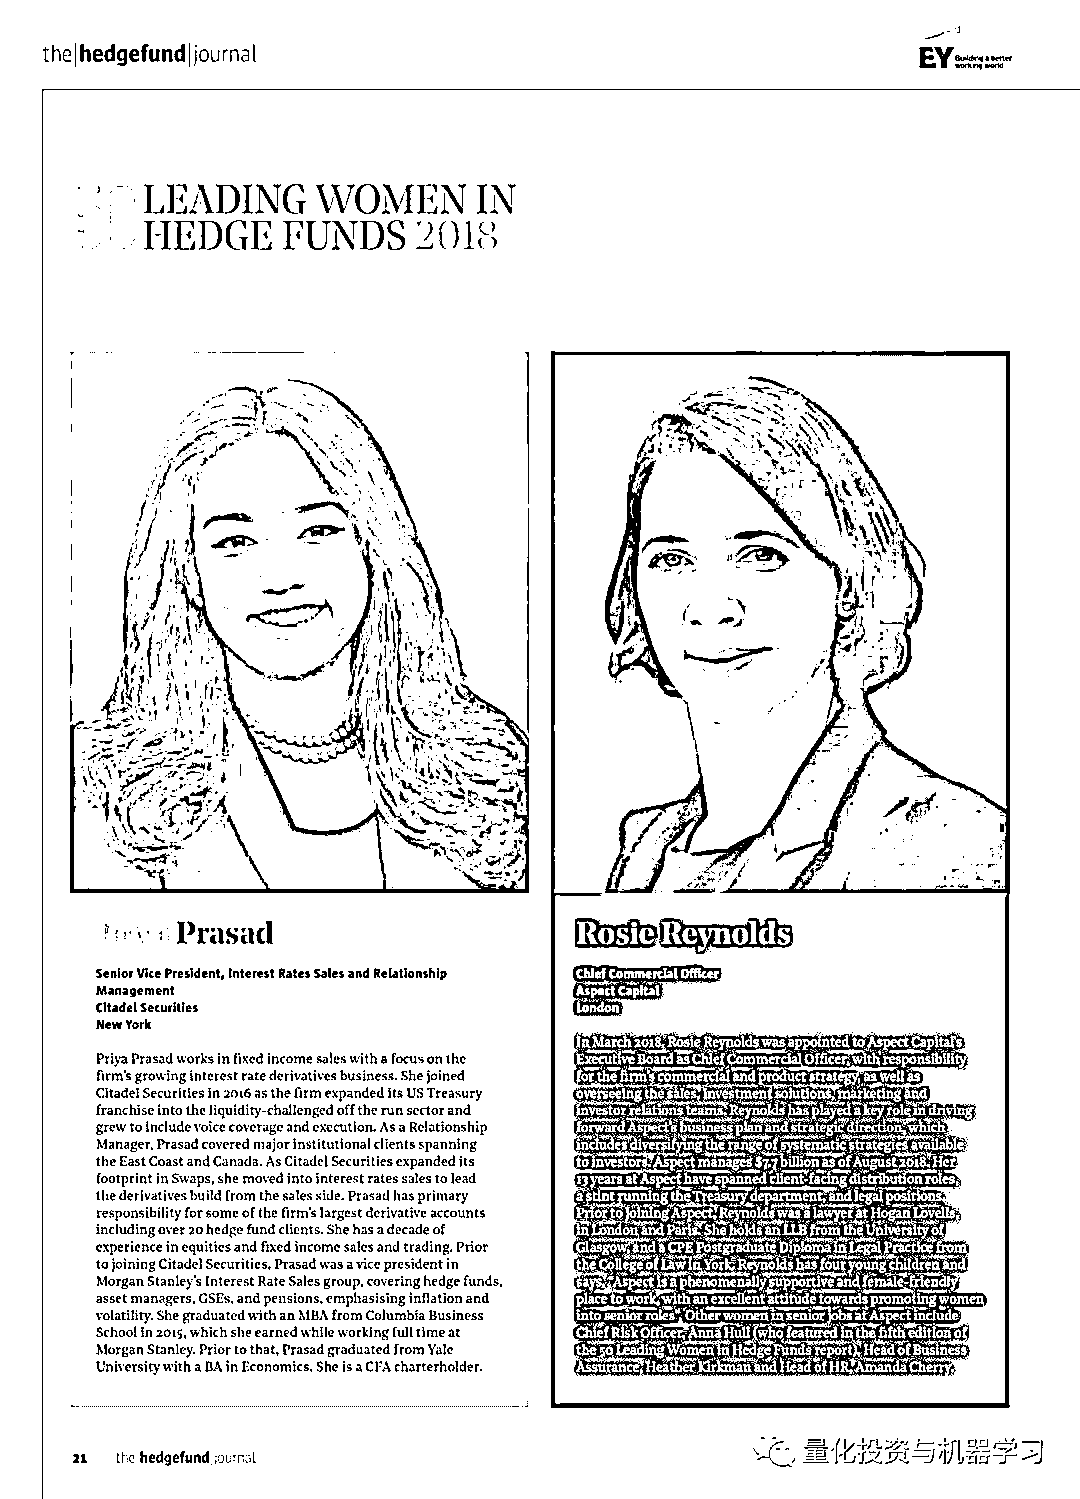 the|hedgefund|journal
EY Building a better
working world
50 LEADING WOMEN IN
HEDGE FUNDS 2018
Priya Prasad
Senior Vice President, Interest Rates Sales and Relationship
Management
Citadel Securities
New York
Priya Prasad works in fixed income sales with a focus on the
firm's growing interest rate derivatives business. She joined
Citadel Securities in 2016 as the firm expanded its US Treasury
franchise into the liquidity-challenged off the run sector and
grew to include voice coverage and execution. As a Relationship
Manager, Prasad covered major institutional clients spanning
the East Coast and Canada. As Citadel Securities expanded its
footprint in Swaps, she moved into interest rates sales to lead
the derivatives build from the sales side. Prasad has primary
responsibility for some of the firm's largest derivative accounts
including over 20 hedge fund clients. She has a decade of
experience in equities and fixed income sales and trading. Prior
to joining Citadel Securities, Prasad was a vice president in
Morgan Stanley's Interest Rate Sales group, covering hedge funds,
asset managers, GSEs, and pensions, emphasising inflation and
volatility. She graduated with an MBA from Columbia Business
School in 2015, which she earned while working full time at
Morgan Stanley. Prior to that, Prasad graduated from Yale
University with a BA in Economics. She is a CFA charterholder.
Rosie Reynolds
Chief Commercial Officer
Aspect Capital
London
In March 2018, Rosie Reynolds was appointed to Aspect Capital's
Executive Board as Chief Commercial Officer, with responsibility
for the firm's commercial and product strategy, as well as
overseeing the sales, investment solutions, marketing and
investor relations teams. Reynolds has played a key role in driving
forward Aspect's business plan and strategic direction, which
includes diversifying the range of systematic strategies available
to investors. Aspect manages $7.7 billion as of August 2018. Her
13 years at Aspect have spanned client-facing distribution roles,
a stint running the Treasury department, and legal positions.
Prior to joining Aspect, Reynolds was a lawyer at Hogan Lovells,
in London and Paris. She holds an LLB from the University of
Glasgow and a CPE Postgraduate Diploma in Legal Practice from
the College of Law in York. Reynolds has four young children and
says, "Aspect is a phenomenally supportive and female-friendly
place to work, with an excellent attitude towards promoting women
into senior roles." Other women in senior jobs at Aspect include
Chief Risk Officer, Anna Hull (who featured in the fifth edition of
the 50 Leading Women in Hedge Funds report), Head of Business
Assurance, Heather Kirkman and Head of HR, Amanda Cherry.
21 the|hedgefund|journal
量化投资与机器学习